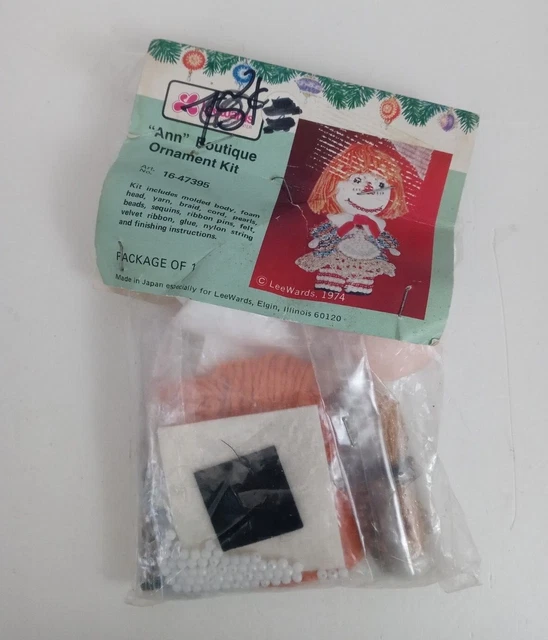 "Ann" Boutique
Ornament Kit
Art. No. 16-47395
Kit includes molded body, foam
head, yarn, braid, cord, pearls,
beads, sequins, ribbon pins, felt,
velvet ribbon, glue, nylon string
and finishing instructions.
PACKAGE OF 1
© LeeWards, 1974
Made in Japan especially for LeeWards, Elgin, Illinois 60120